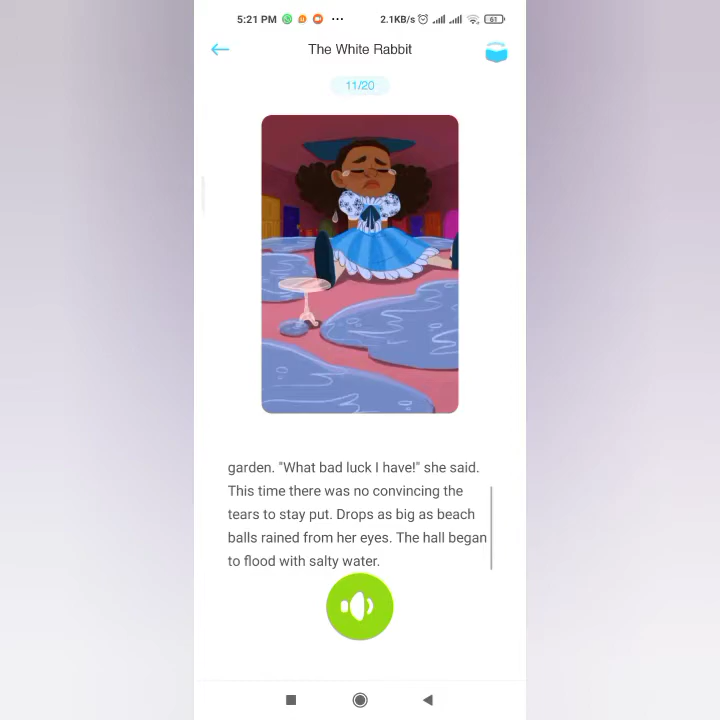 5:21 PM
2.1KB/s
61
The White Rabbit
11/20
garden. "What bad luck I have!" she said.
This time there was no convincing the
tears to stay put. Drops as big as beach
balls rained from her eyes. The hall began
to flood with salty water.